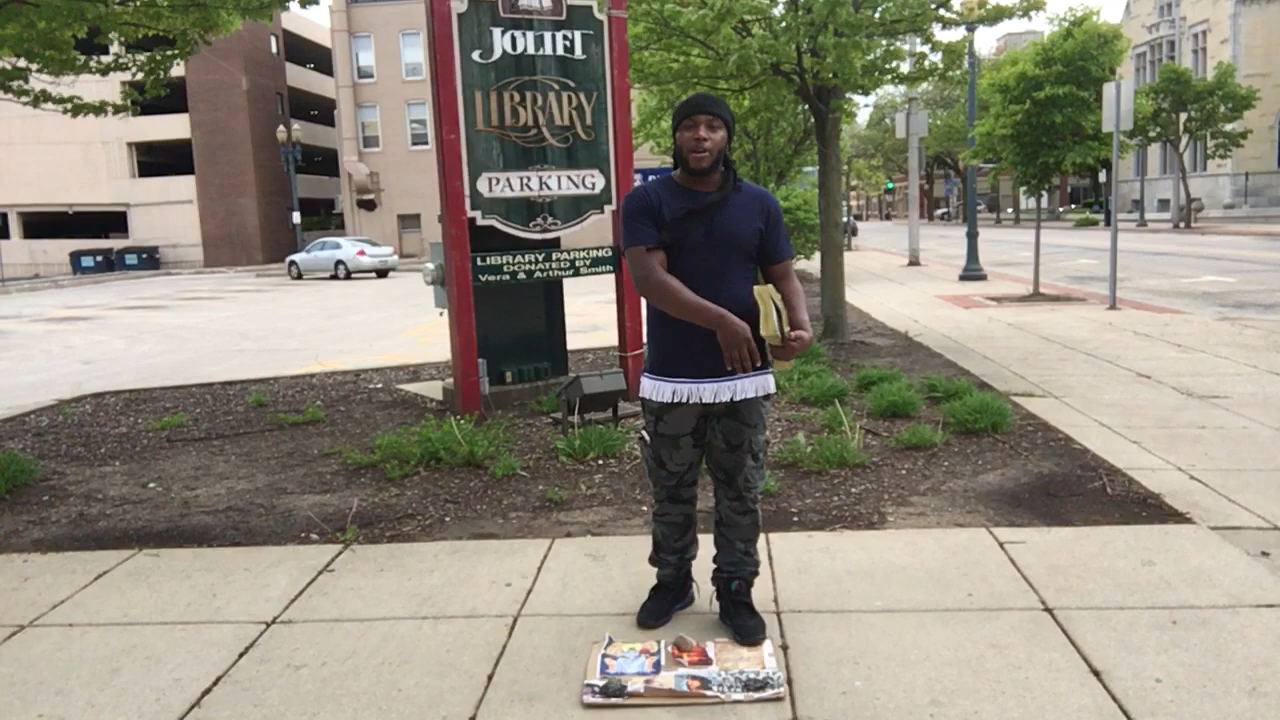 JOLIET
LIBRARY
PARKING
LIBRARY PARKING
DONATED BY
Vera & Arthur Smith